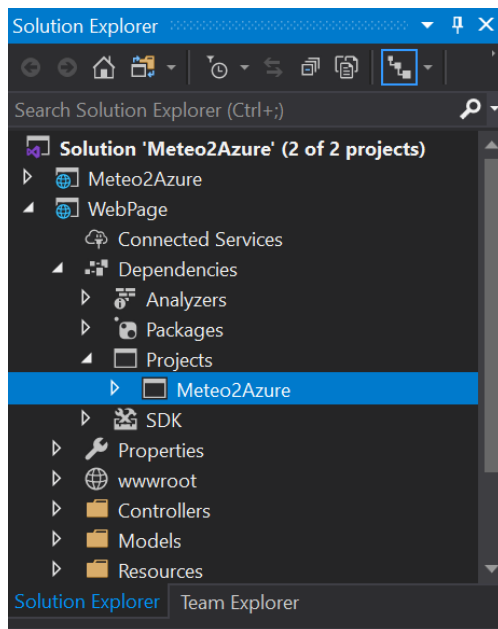 Solution Explorer
Search Solution Explorer (Ctrl+;)
Solution 'Meteo2Azure' (2 of 2 projects)
Meteo2Azure
WebPage
Connected Services
Dependencies
Analyzers
Packages
Projects
Meteo2Azure
SDK
Properties
wwwroot
Controllers
Models
Resources
Solution Explorer Team Explorer